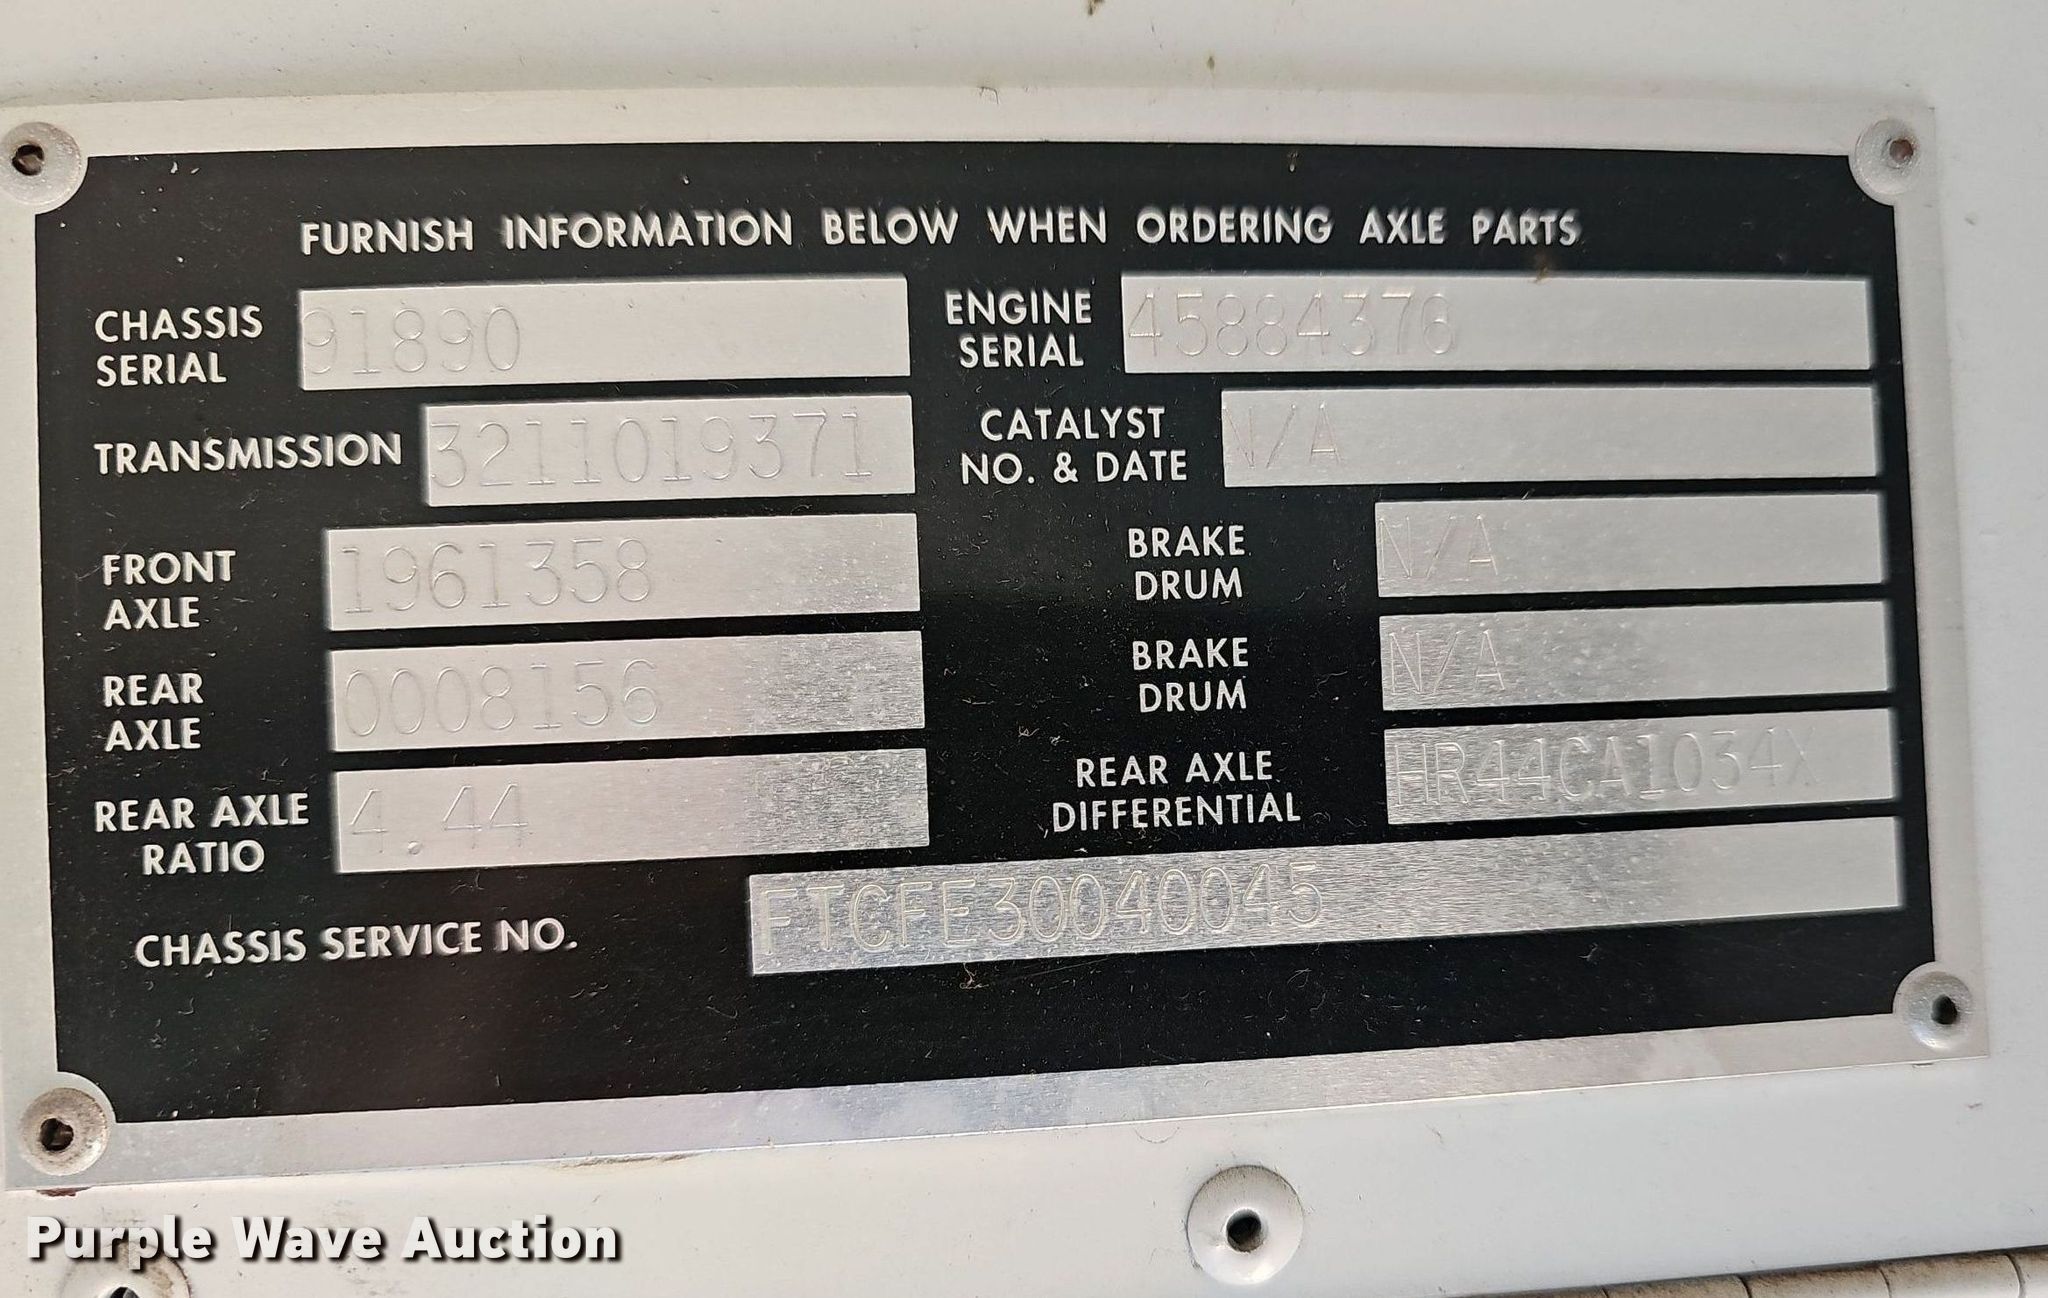 FURNISH INFORMATION BELOW WHEN ORDERING AXLE PARTS
CHASSIS SERIAL 91890
ENGINE SERIAL 45884376
TRANSMISSION 3211019371
CATALYST NO. & DATE N/A
FRONT AXLE 1961358
BRAKE DRUM N/A
REAR AXLE 0008156
BRAKE DRUM N/A
REAR AXLE RATIO 4.44
REAR AXLE DIFFERENTIAL HR44CA1034X
CHASSIS SERVICE NO. FTCFE30040045
Purple Wave Auction